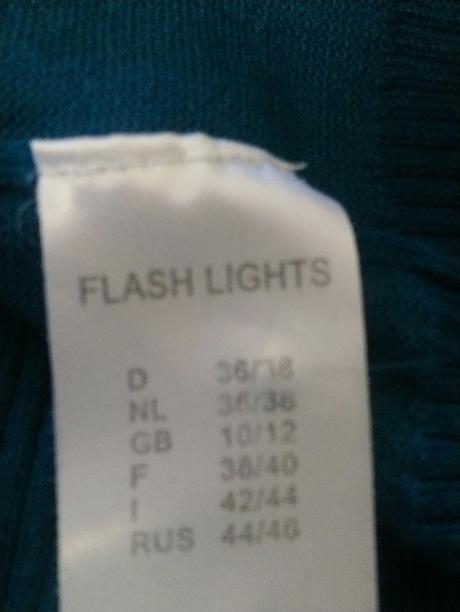 FLASH LIGHTS
D 36/38
NL 36/38
GB 10/12
F 38/40
I 42/44
RUS 44/46